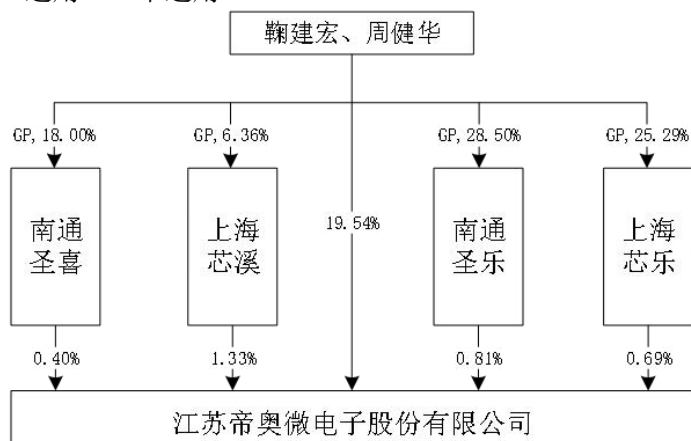 鞠建宏、周健华
GP,18.00%
GP,6.36%
GP,28.50%
GP,25.29%
南通
圣喜
上海
芯溪
19.54%
南通
圣乐
上海
芯乐
0.40%
1.33%
0.81%
0.69%
江苏帝奥微电子股份有限公司